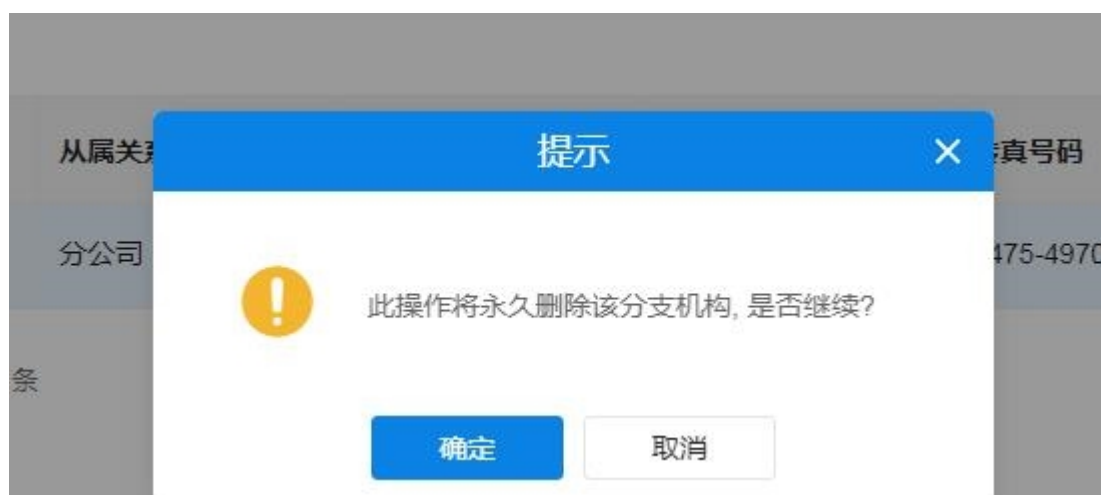 提示
从属关系
真号码
分公司
475-4970
此操作将永久删除该分支机构, 是否继续?
条
确定
取消